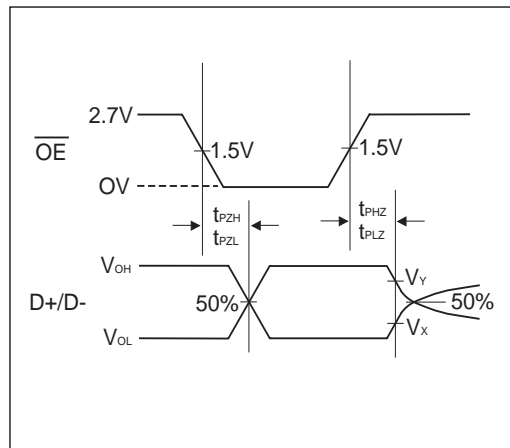 2.7V
OE
1.5V
1.5V
OV
tPZH
tPZL
tPHZ
tPLZ
VOH
VY
D+/D-
50%
50%
VOL
VX